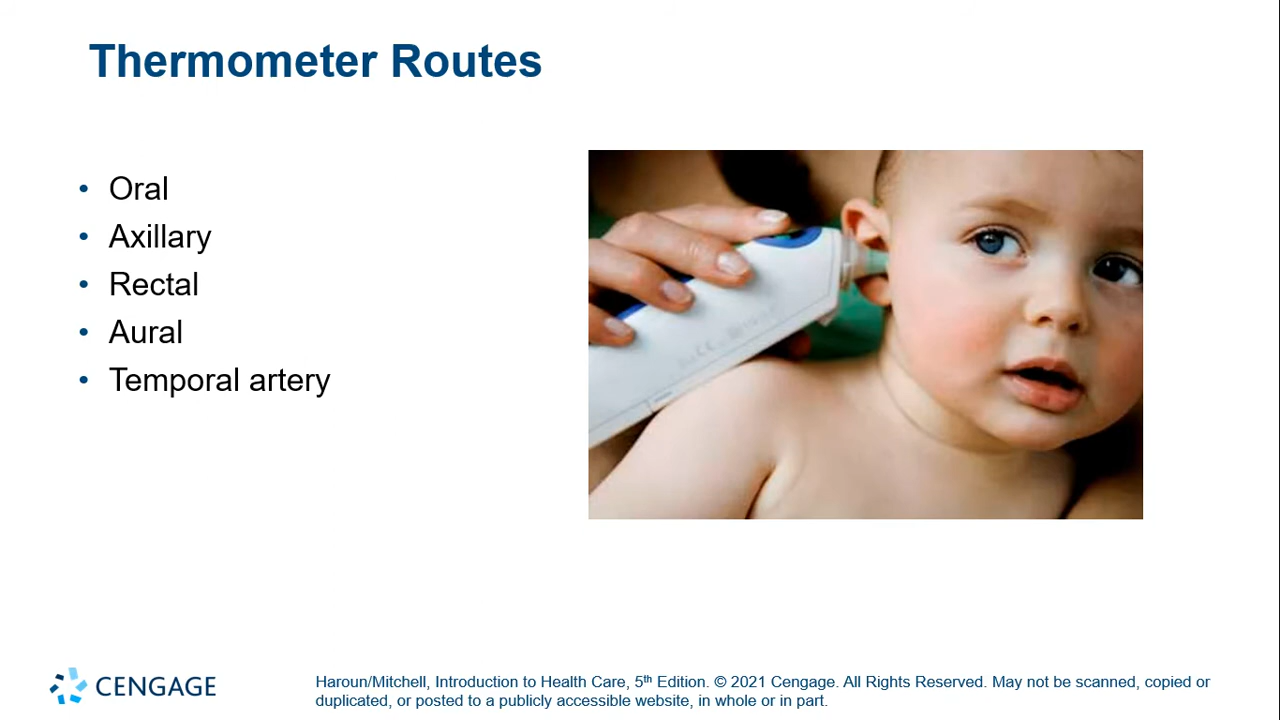 Thermometer Routes
• Oral
• Axillary
• Rectal
• Aural
• Temporal artery
CENGAGE
Haroun/Mitchell, Introduction to Health Care, 5th Edition. © 2021 Cengage. All Rights Reserved. May not be scanned, copied or
duplicated, or posted to a publicly accessible website, in whole or in part.